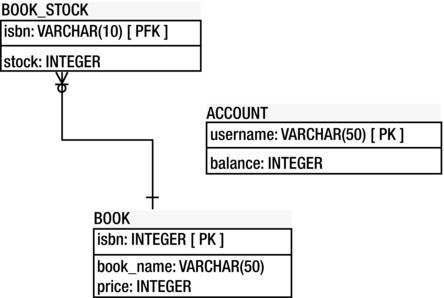 BOOK_STOCK
isbn: VARCHAR(10) [ PFK ]
stock: INTEGER
ACCOUNT
username: VARCHAR(50) [ PK ]
balance: INTEGER
BOOK
isbn: INTEGER [ PK ]
book_name: VARCHAR(50)
price: INTEGER